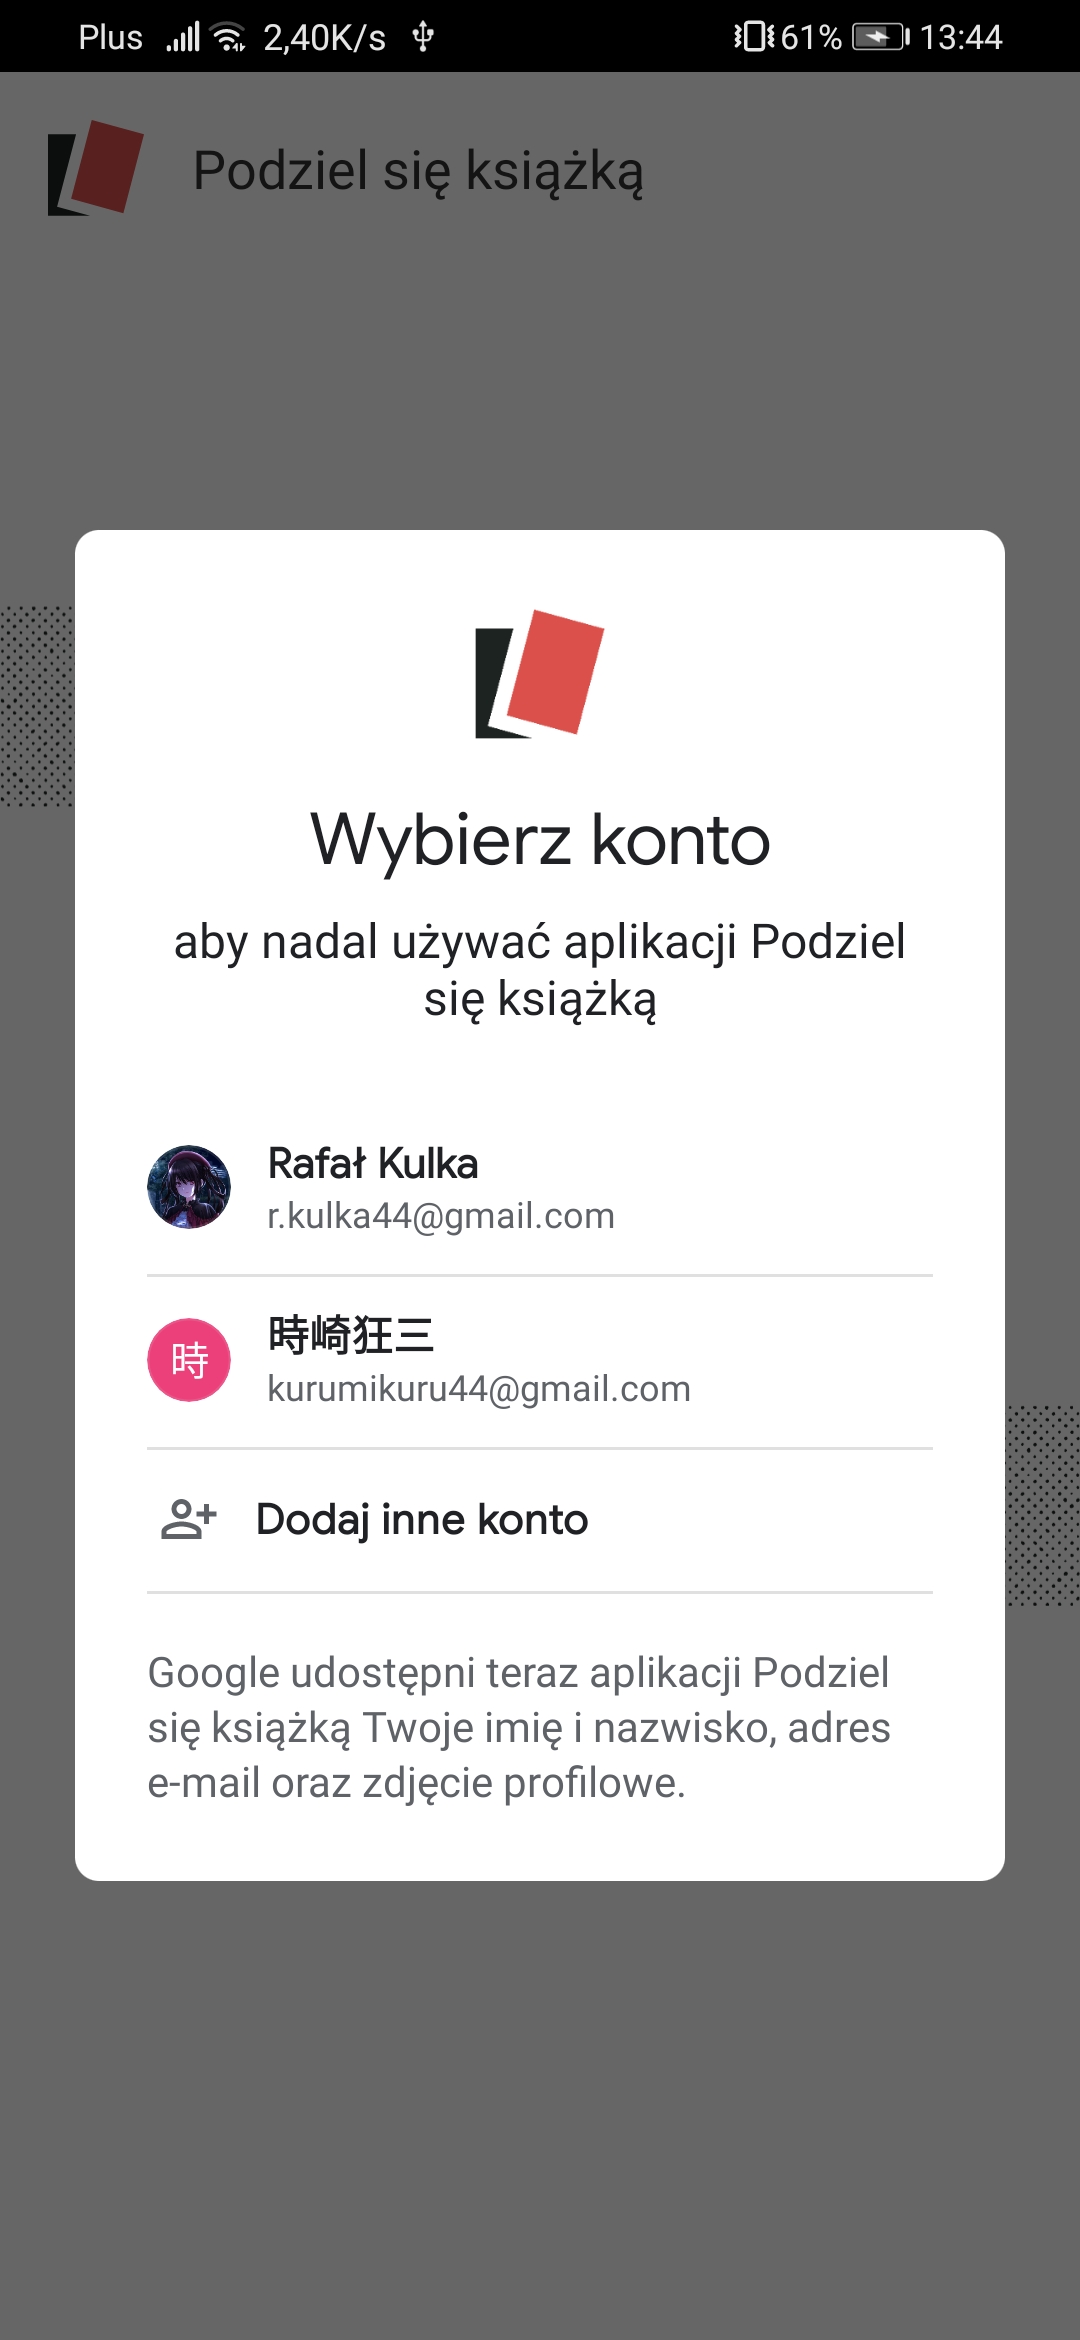 Plus 2,40K/s 61% 13:44
Podziel się książką
Wybierz konto
aby nadal używać aplikacji Podziel
się książką
Rafał Kulka
r.kulka44@gmail.com
時
時崎狂三
kurumikuru44@gmail.com
Dodaj inne konto
Google udostępni teraz aplikacji Podziel
się książką Twoje imię i nazwisko, adres
e-mail oraz zdjęcie profilowe.